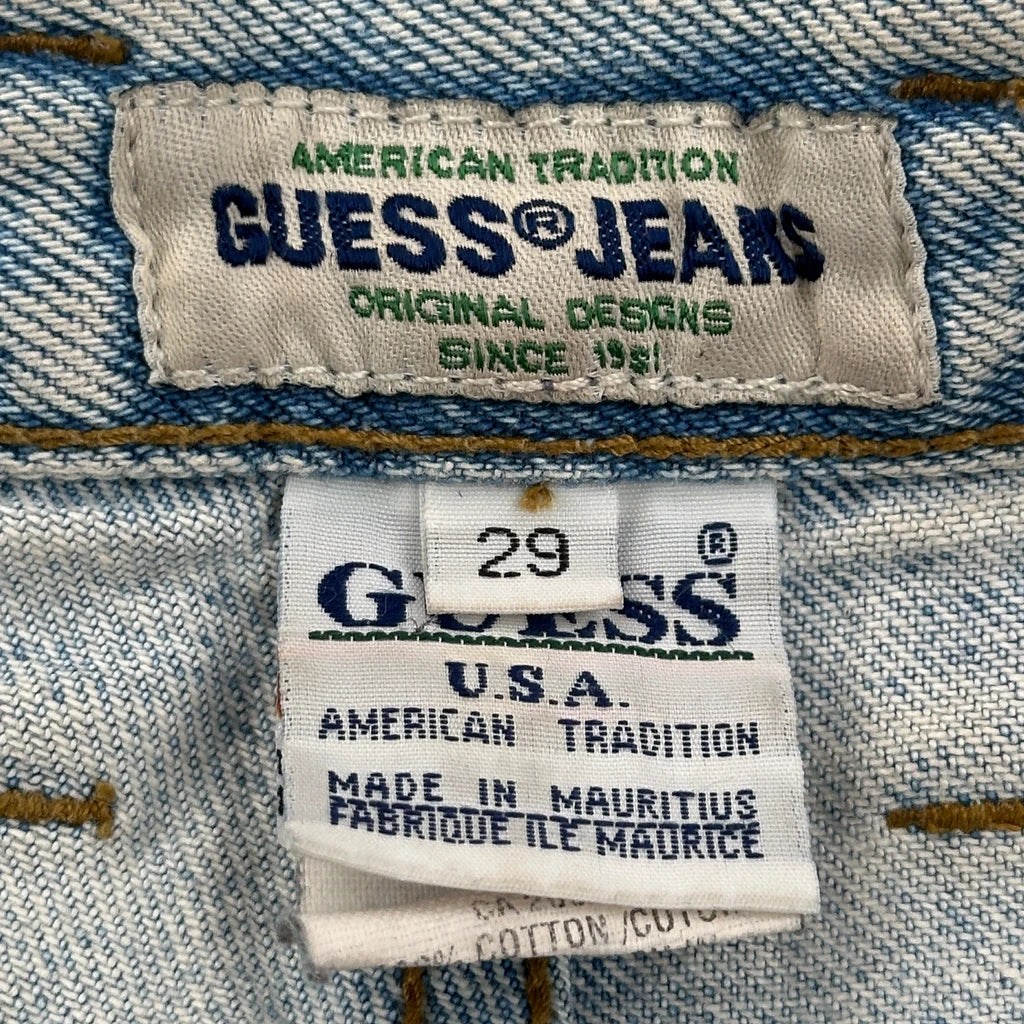 AMERICAN TRADITION
GUESS®JEANS
ORIGINAL DESIGNS
SINCE 1981
29
GUESS®
U.S.A.
AMERICAN TRADITION
MADE IN MAURITIUS
FABRIQUE ILE MAURICE
COTTON